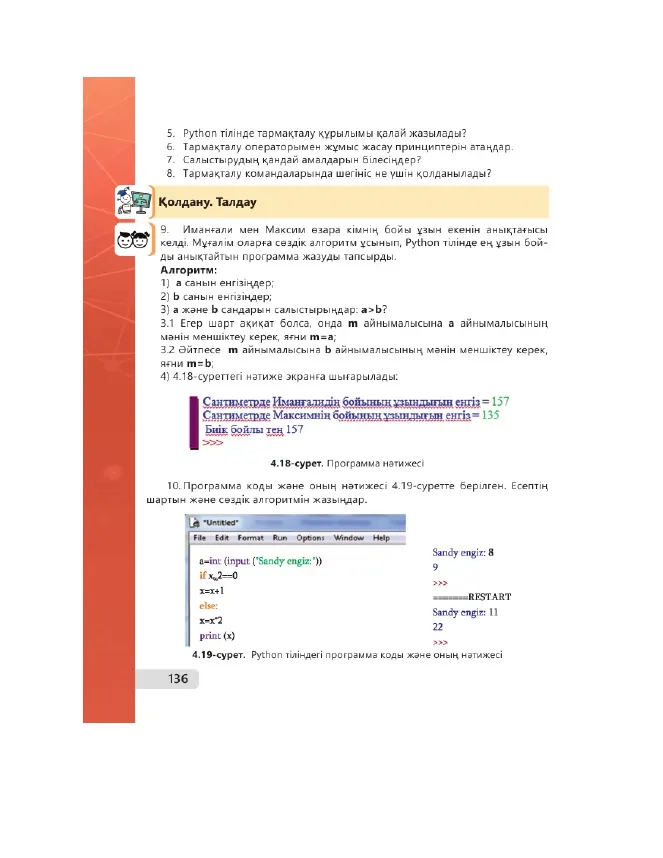 5. Python тілінде тармақталу құрылымы қалай жазылады?
6. Тармақталу операторымен жұмыс жасау принциптерін атаңдар.
7. Салыстырудың қандай амалдарын білесіңдер?
8. Тармақталу командаларында шегініс не үшін қолданылады?
Қолдану. Талдау
9. Иманғали мен Максим өзара кімнің бойы ұзын екенін анықтағысы
келді. Мұғалім оларға сөздік алгоритм ұсынып, Python тілінде ең ұзын бой-
ды анықтайтын программа жазуды тапсырды.
Алгоритм:
1) a санын енгізіңдер;
2) b санын енгізіңдер;
3) a және b сандарын салыстырыңдар: a>b?
3.1 Егер шарт ақиқат болса, онда m айнымалысына a айнымалысының
мәнін меншіктеу керек, яғни m=a;
3.2 Әйтпесе m айнымалысына b айнымалысының мәнін меншіктеу керек,
яғни m=b;
4) 4.18-суреттегі нәтиже экранға шығарылады:
Сантиметрде Иманғалидің бойының ұзындығын енгіз = 157
Сантиметрде Максимнің бойының ұзындығын енгіз = 135
Биік бойлы тең 157
>>>
4.18-сурет. Программа нәтижесі
10. Программа коды және оның нәтижесі 4.19-суретте берілген. Есептің
шартын және сөздік алгоритмін жазыңдар.
*Untitled*
File Edit Format Run Options Window Help
a=int (input ("Sandy engiz:"))
if x%2==0
x=x+1
else:
x=x*2
print (x)
Sandy engiz: 8
9
>>>
=======RESTART
Sandy engiz: 11
22
>>>
4.19-сурет. Python тіліндегі программа коды және оның нәтижесі
136